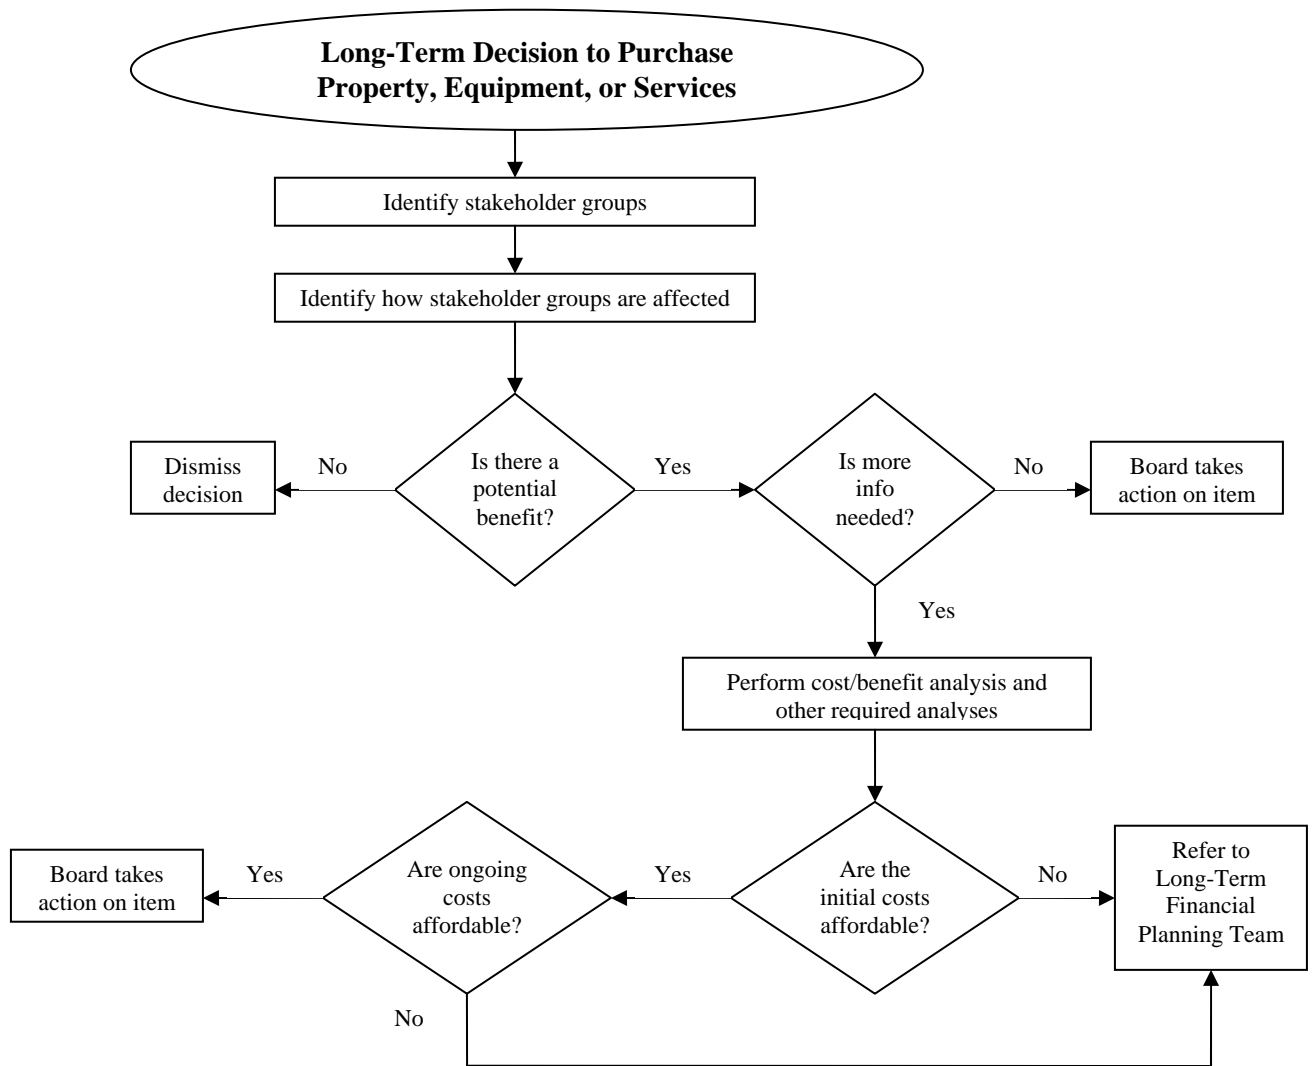 Long-Term Decision to Purchase
Property, Equipment, or Services
Identify stakeholder groups
Identify how stakeholder groups are affected
Dismiss
decision
No
Is there a
potential
benefit?
Yes
Is more
info
needed?
No
Board takes
action on item
Yes
Perform cost/benefit analysis and
other required analyses
Board takes
action on item
Yes
Are ongoing
costs
affordable?
Yes
Are the
initial costs
affordable?
No
Refer to
Long-Term
Financial
Planning Team
No